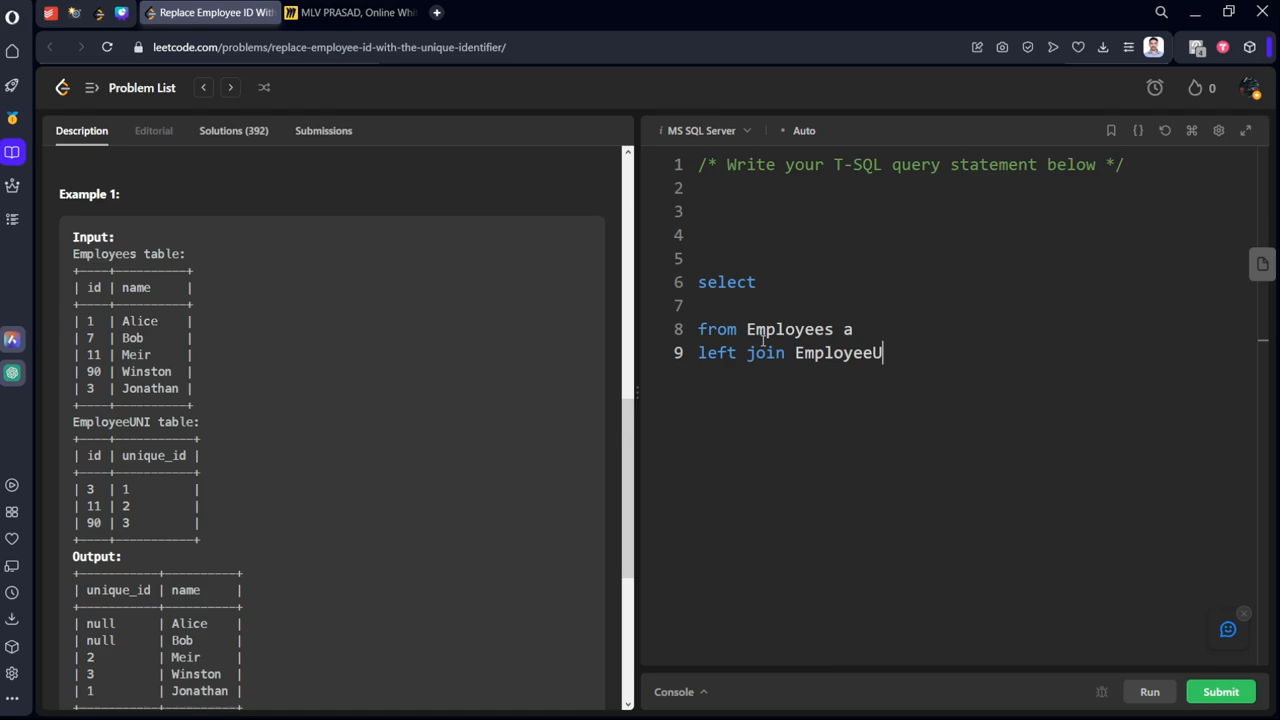 Replace Employee ID With
MLV PRASAD, Online Whit
leetcode.com/problems/replace-employee-id-with-the-unique-identifier/
4
Problem List
0
Description
Editorial
Solutions (392)
Submissions
i MS SQL Server
• Auto
Example 1:
Input:
Employees table:
+----+----------+
| id | name     |
+----+----------+
| 1  | Alice    |
| 7  | Bob      |
| 11 | Meir     |
| 90 | Winston  |
| 3  | Jonathan |
+----+----------+
EmployeeUNI table:
+----+-----------+
| id | unique_id |
+----+-----------+
| 3  | 1         |
| 11 | 2         |
| 90 | 3         |
+----+-----------+
Output:
+-----------+----------+
| unique_id | name     |
+-----------+----------+
| null      | Alice    |
| null      | Bob      |
| 2         | Meir     |
| 3         | Winston  |
| 1         | Jonathan |
+-----------+----------+
1 /* Write your T-SQL query statement below */
2
3
4
5
6 select
7
8 from Employees a
9 left join EmployeeU
Console
Run
Submit